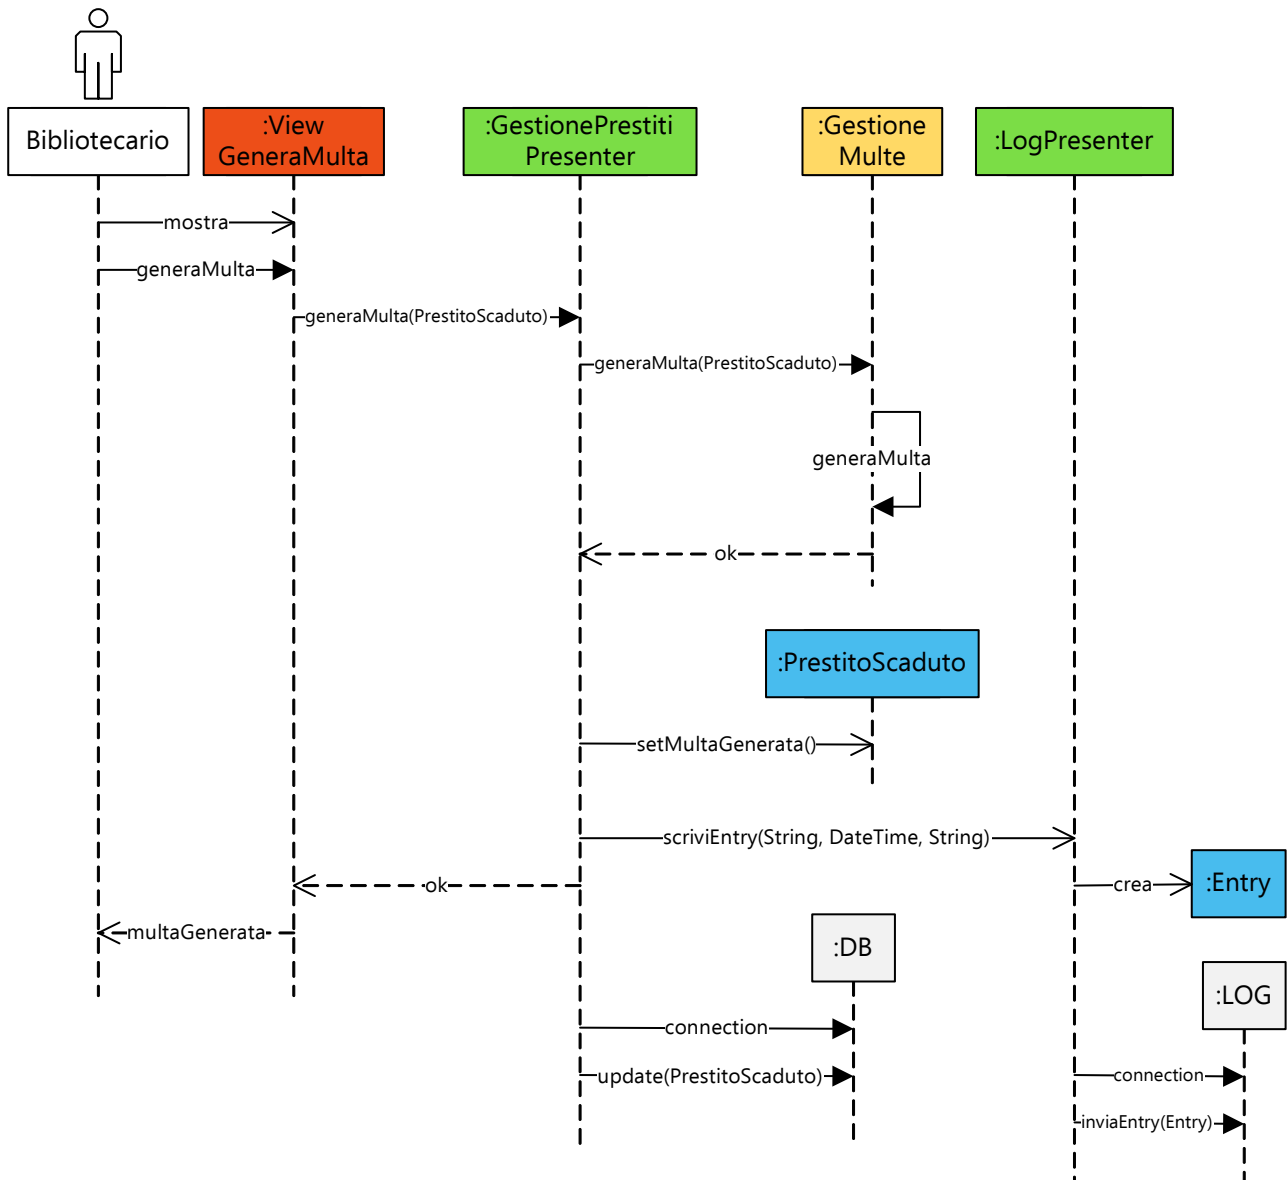 Bibliotecario
:View
GeneraMulta
:GestionePrestiti
Presenter
:Gestione
Multe
:LogPresenter
mostra
generaMulta
generaMulta(PrestitoScaduto)
generaMulta(PrestitoScaduto)
generaMulta
ok
:PrestitoScaduto
setMultaGenerata()
scriviEntry(String, DateTime, String)
ok
crea
:Entry
multaGenerata
:DB
:LOG
connection
update(PrestitoScaduto)
connection
inviaEntry(Entry)